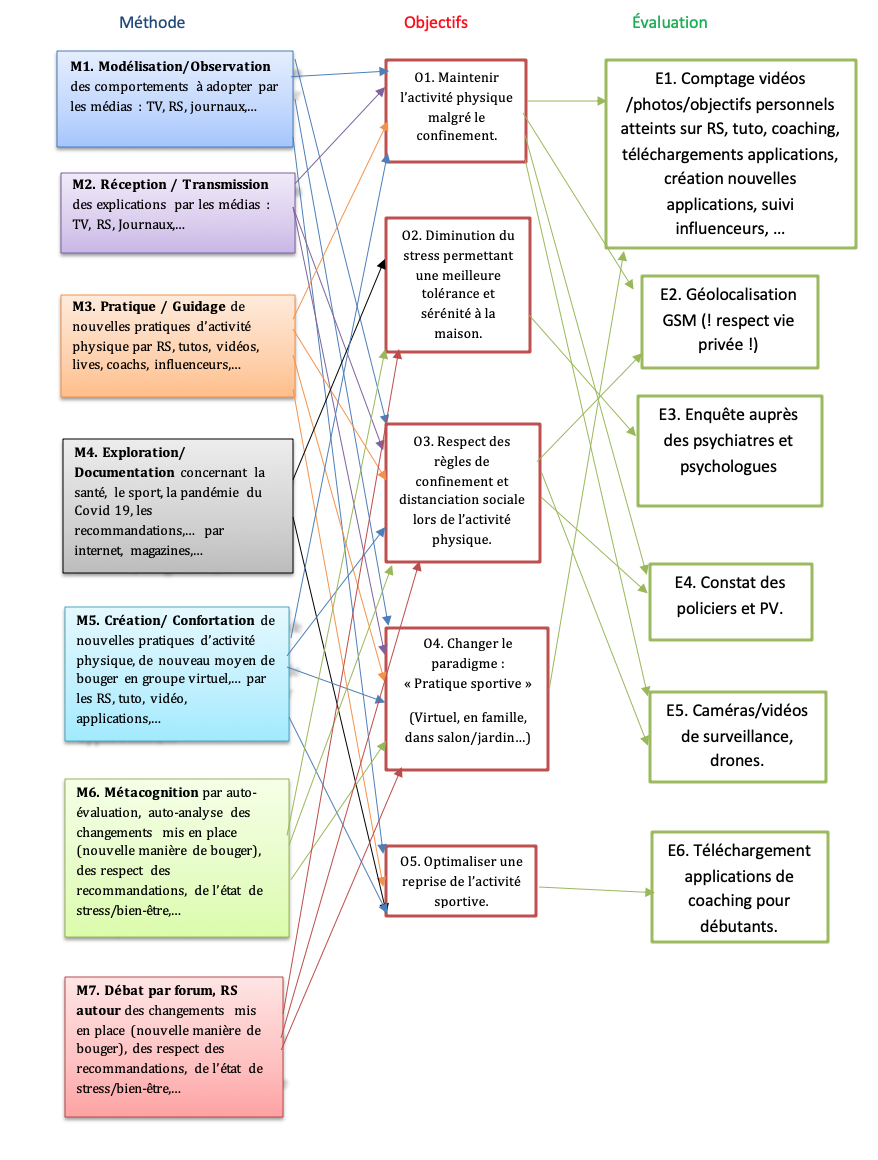 Méthode
Objectifs
Évaluation
M1. Modélisation/Observation
des comportements à adopter par
les médias : TV, RS, journaux,...
M2. Réception / Transmission
des explications par les médias :
TV, RS, Journaux,...
M3. Pratique / Guidage de
nouvelles pratiques d'activité
physique par RS, tutos, vidéos,
lives, coachs, influenceurs,...
M4. Exploration/
Documentation concernant la
santé, le sport, la pandémie du
Covid 19, les
recommandations,... par
internet, magazines,...
M5. Création/ Confortation de
nouvelles pratiques d'activité
physique, de nouveau moyen de
bouger en groupe virtuel,... par
les RS, tuto, vidéo,
applications,...
M6. Métacognition par auto-
évaluation, auto-analyse des
changements mis en place
(nouvelle manière de bouger),
des respect des
recommandations, de l'état de
stress/bien-être,...
M7. Débat par forum, RS
autour des changements mis
en place (nouvelle manière de
bouger), des respect des
recommandations, de l'état de
stress/bien-être,...
O1. Maintenir
l'activité physique
malgré le
confinement.
O2. Diminution du
stress permettant
une meilleure
tolérance et
sérénité à la
maison.
O3. Respect des
règles de
confinement et
distanciation sociale
lors de l'activité
physique.
O4. Changer le
paradigme :
« Pratique sportive »
(Virtuel, en famille,
dans salon/jardin...)
O5. Optimaliser une
reprise de l'activité
sportive.
E1. Comptage vidéos
/photos/objectifs personnels
atteints sur RS, tuto, coaching,
téléchargements applications,
création nouvelles
applications, suivi
influenceurs, ...
E2. Géolocalisation
GSM (! respect vie
privée !)
E3. Enquête auprès
des psychiatres et
psychologues
E4. Constat des
policiers et PV.
E5. Caméras/vidéos
de surveillance,
drones.
E6. Téléchargement
applications de
coaching pour
débutants.